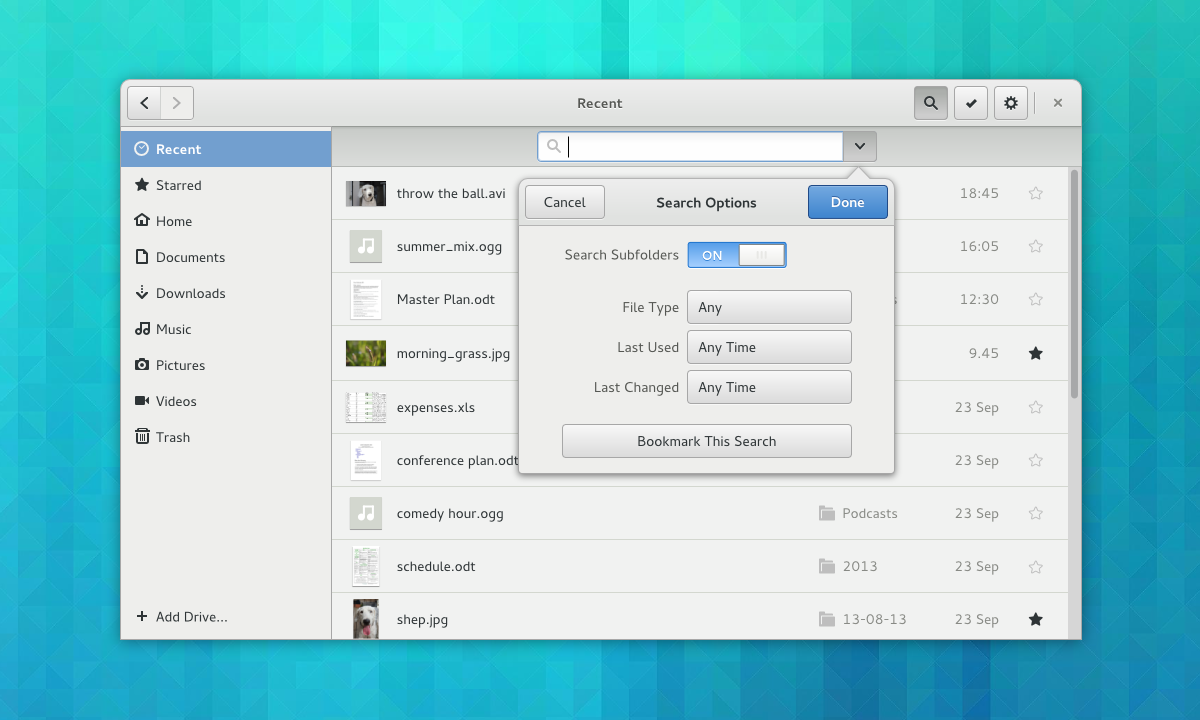 Recent
Recent
Starred
Home
Documents
Downloads
Music
Pictures
Videos
Trash
Add Drive...
Cancel
Search Options
Done
Search Subfolders
ON
File Type
Any
Last Used
Any Time
Last Changed
Any Time
Bookmark This Search
throw the ball.avi
18:45
summer_mix.ogg
16:05
Master Plan.odt
12:30
morning_grass.jpg
9.45
expenses.xls
23 Sep
conference plan.odt
23 Sep
comedy hour.ogg
Podcasts
23 Sep
schedule.odt
2013
23 Sep
shep.jpg
13-08-13
23 Sep